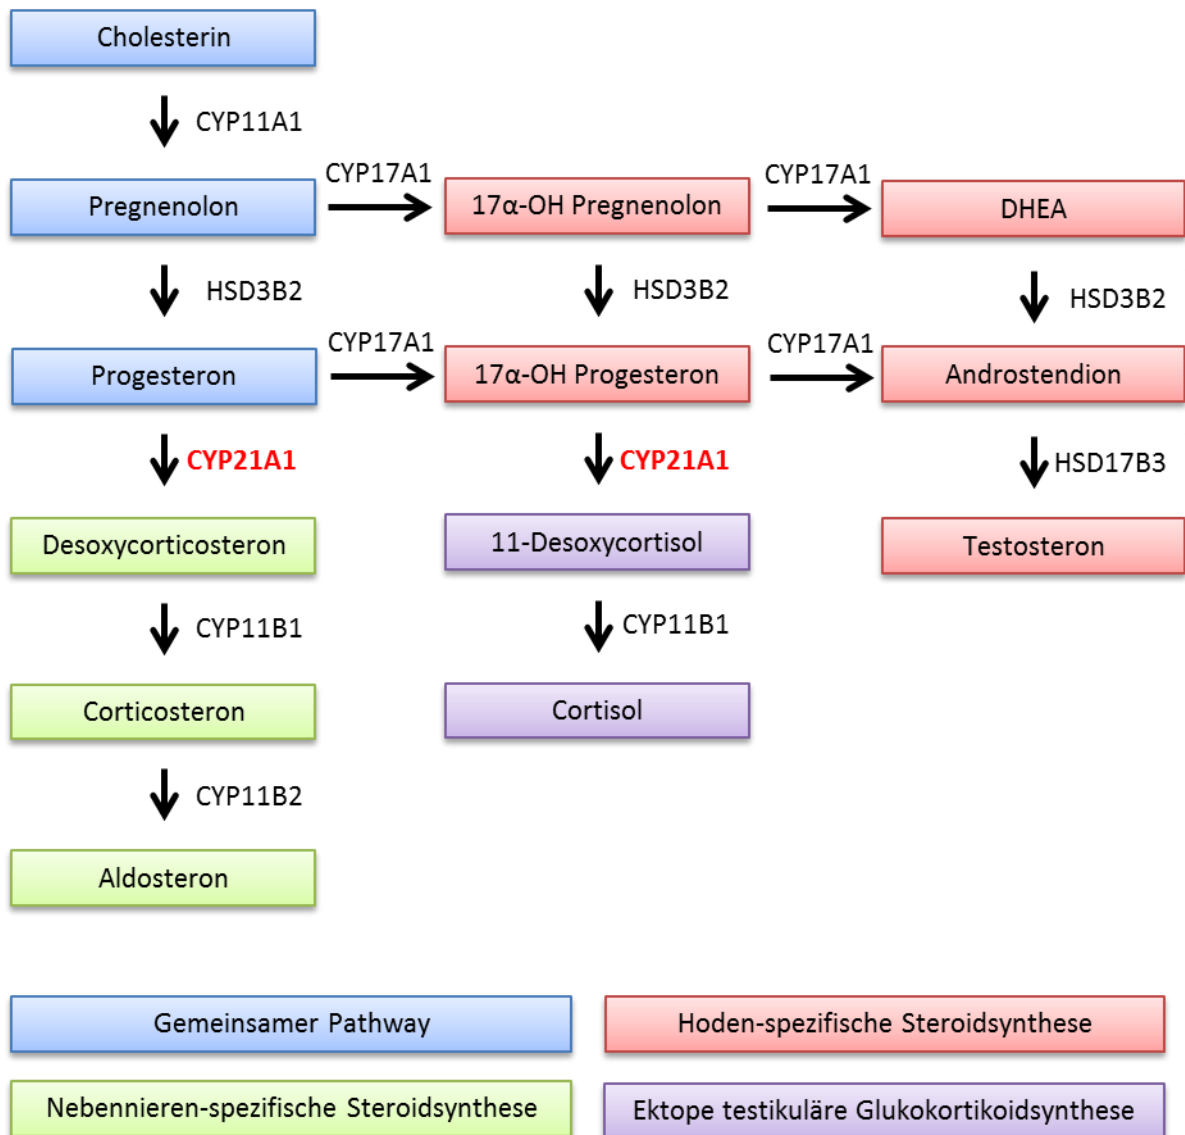 Cholesterin
CYP11A1
CYP17A1
CYP17A1
Pregnenolon
17α-OH Pregnenolon
DHEA
HSD3B2
HSD3B2
HSD3B2
CYP17A1
CYP17A1
Progesteron
17α-OH Progesteron
Androstendion
CYP21A1
CYP21A1
HSD17B3
Desoxycorticosteron
11-Desoxycortisol
Testosteron
CYP11B1
CYP11B1
Corticosteron
Cortisol
CYP11B2
Aldosteron
Gemeinsamer Pathway
Hoden-spezifische Steroidsynthese
Nebennieren-spezifische Steroidsynthese
Ektope testikuläre Glukokortikoidsynthese